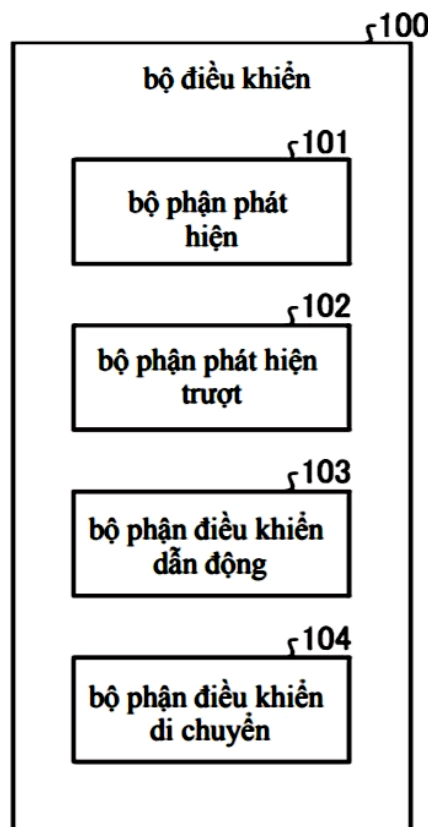 100
bộ điều khiển
101
bộ phận phát
hiện
102
bộ phận phát hiện
trượt
103
bộ phận điều khiển
dẫn động
104
bộ phận điều khiển
di chuyển